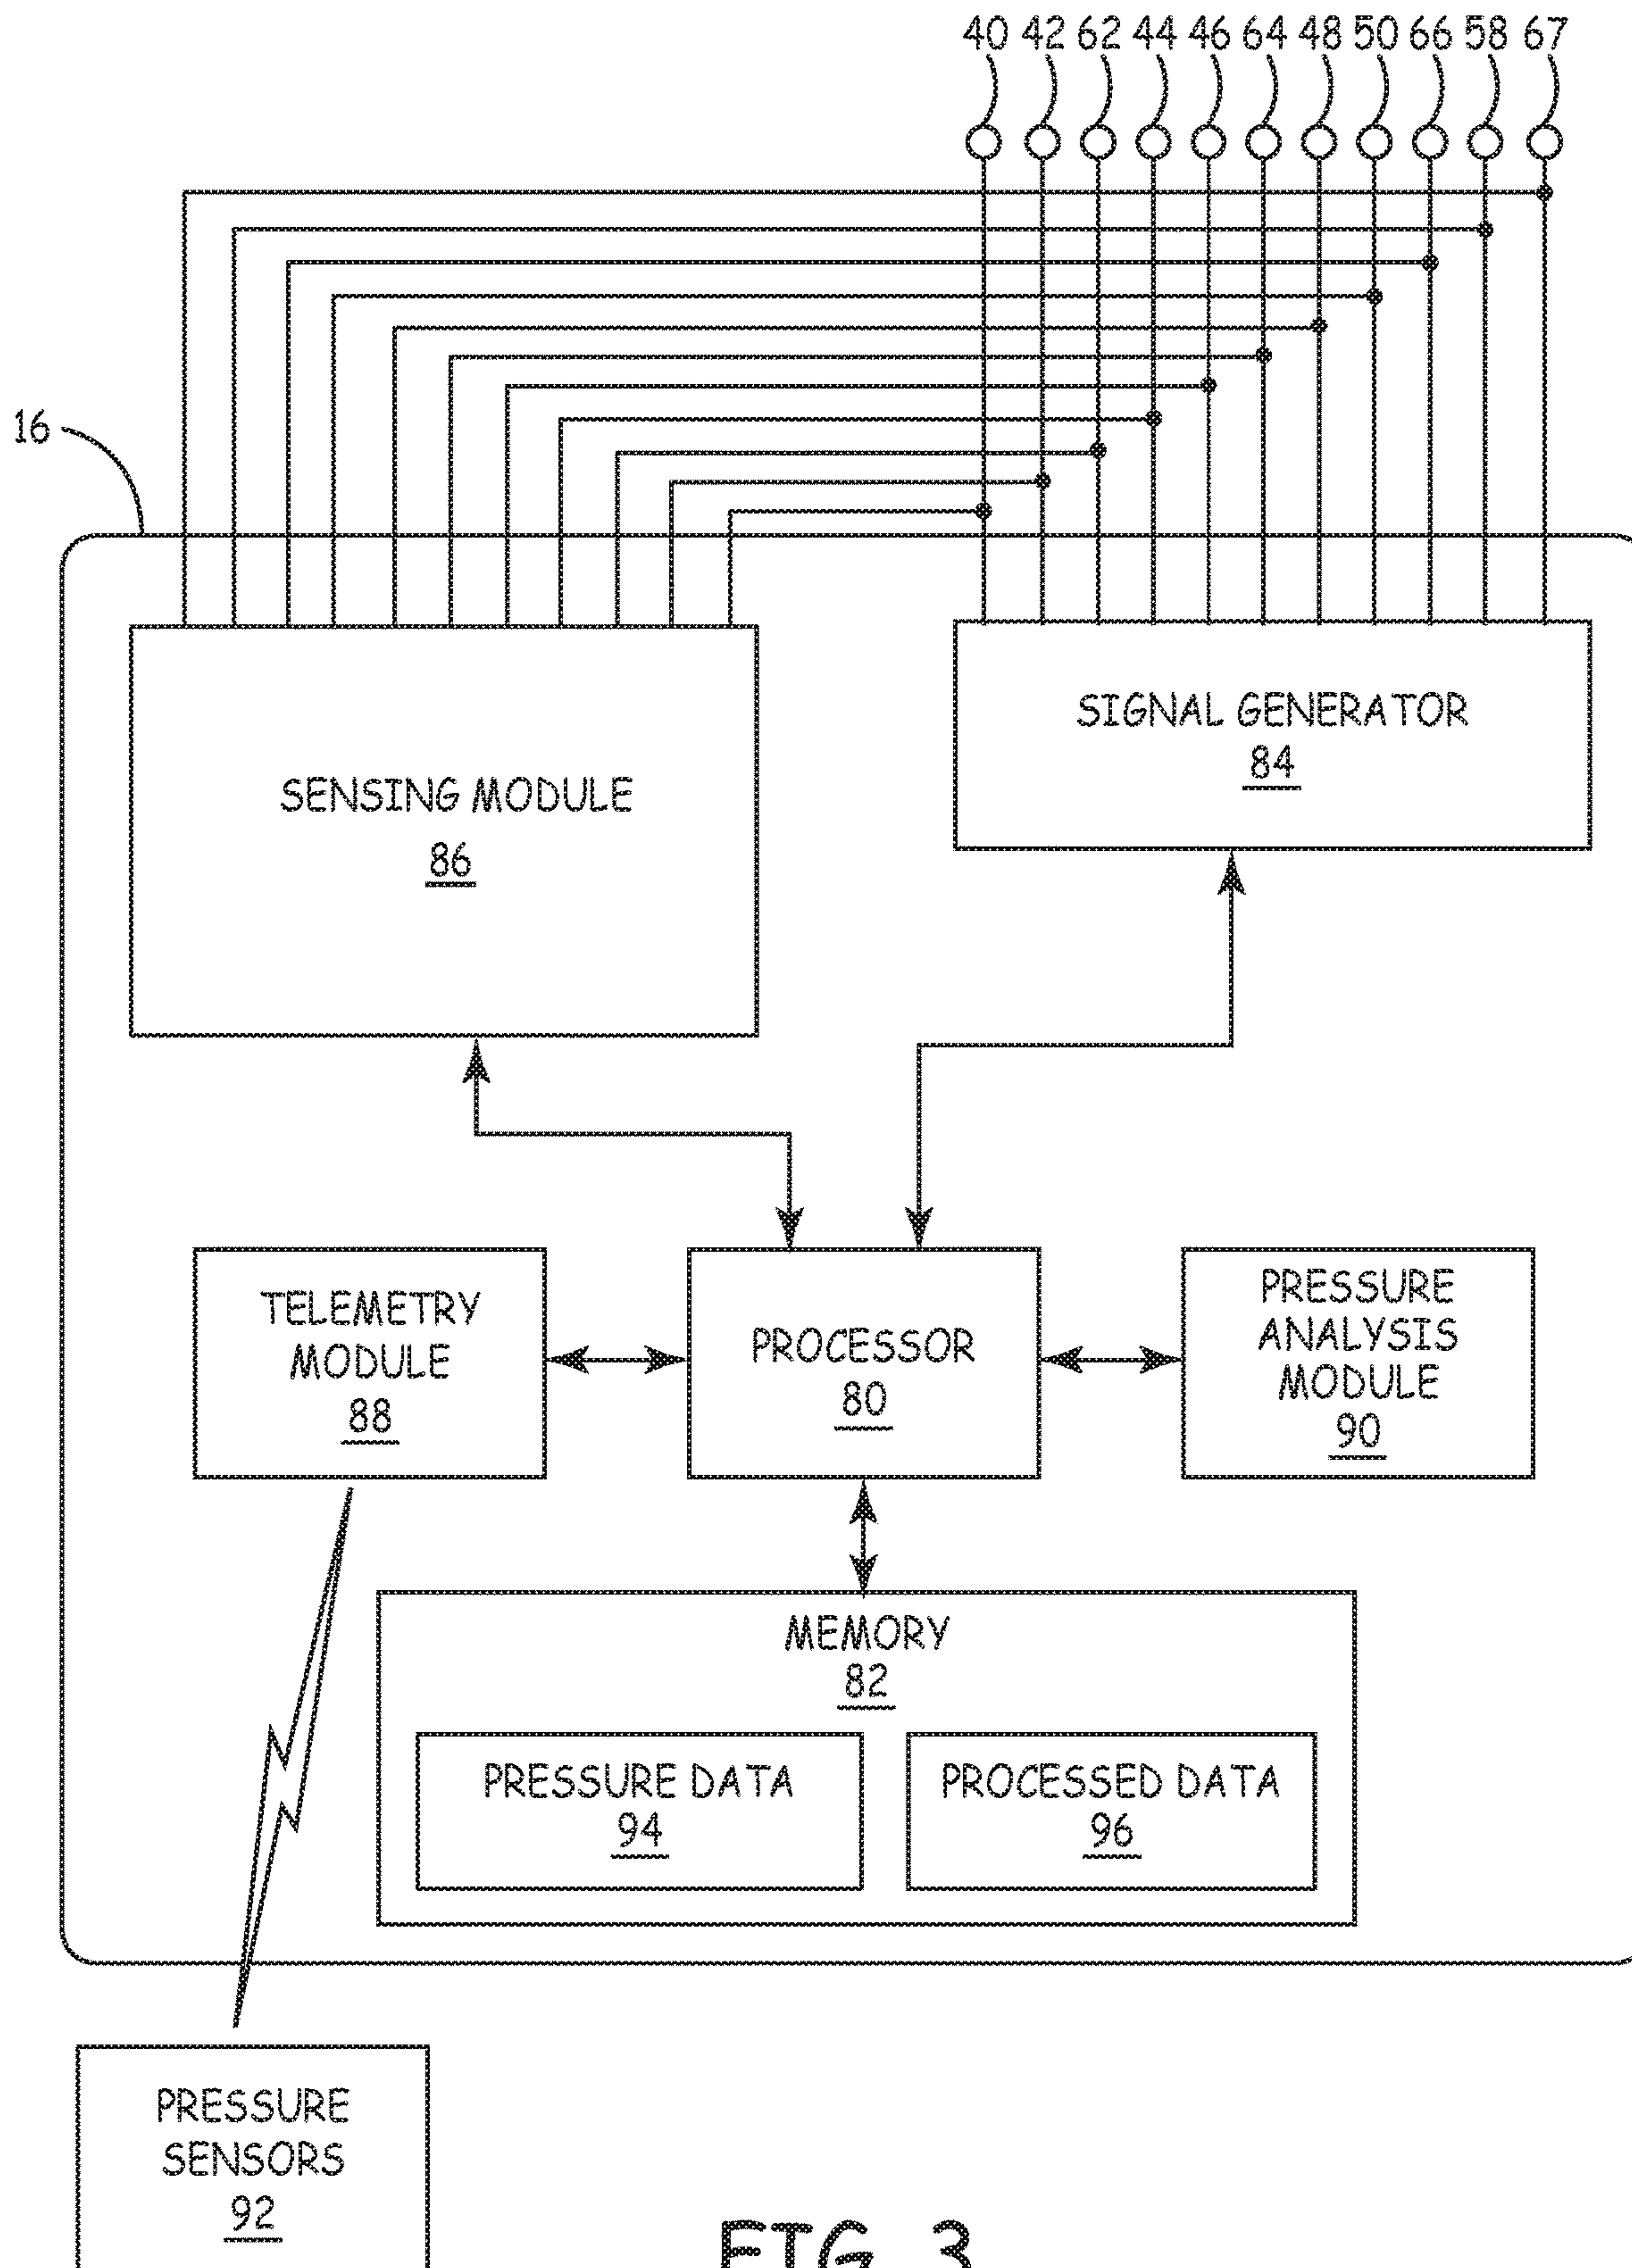 40 42 62 44 46 64 48 50 66 58 67
16
SIGNAL GENERATOR
84
SENSING MODULE
86
TELEMETRY
MODULE
88
PROCESSOR
80
PRESSURE
ANALYSIS
MODULE
90
MEMORY
82
PRESSURE DATA
94
PROCESSED DATA
96
PRESSURE
SENSORS
92
FIG. 3